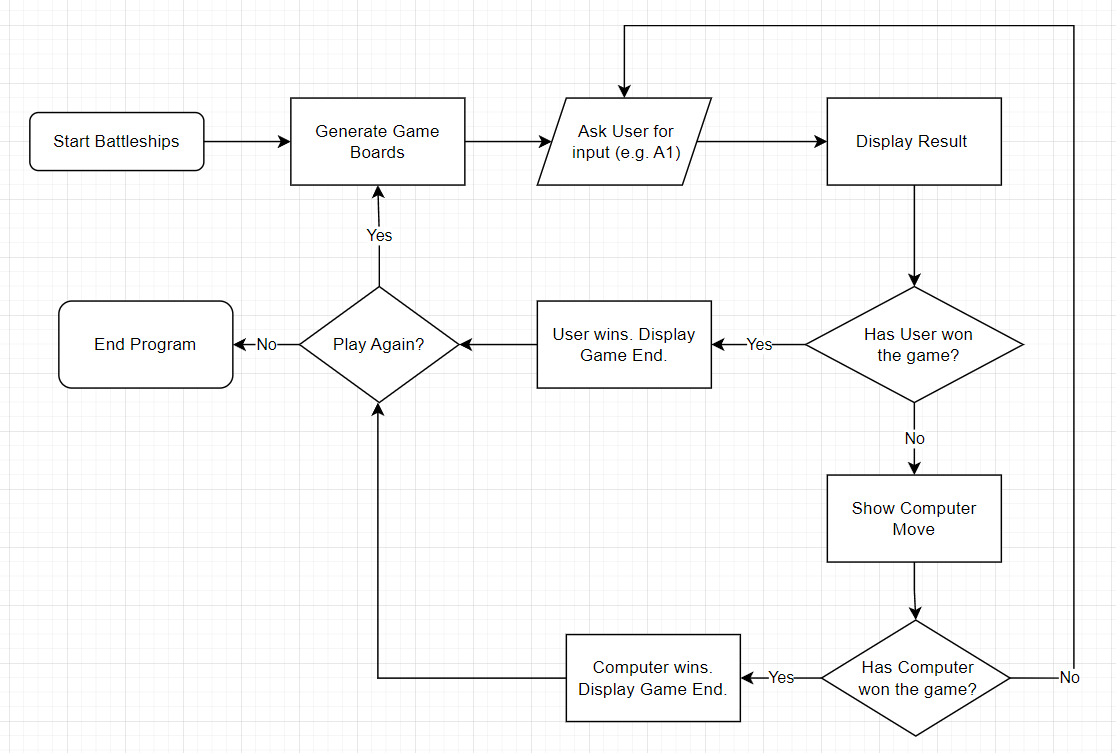 Start Battleships
Generate Game
Boards
Ask User for
input (e.g. A1)
Display Result
Yes
End Program
No
Play Again?
User wins. Display
Game End.
Yes
Has User won
the game?
No
Show Computer
Move
Computer wins.
Display Game End.
Yes
Has Computer
won the game?
No